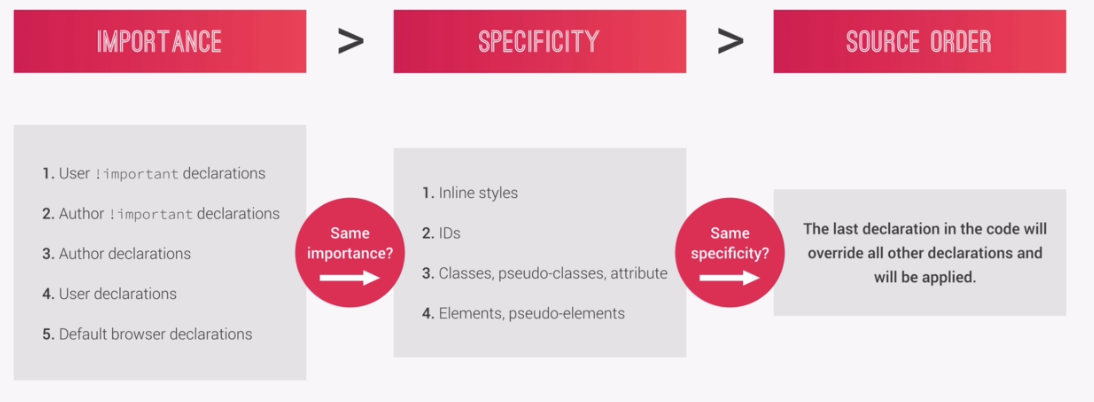 IMPORTANCE
>
SPECIFICITY
>
SOURCE ORDER
1. User !important declarations
2. Author !important declarations
3. Author declarations
4. User declarations
5. Default browser declarations
Same
importance?
1. Inline styles
2. IDs
3. Classes, pseudo-classes, attribute
4. Elements, pseudo-elements
Same
specificity?
The last declaration in the code will
override all other declarations and
will be applied.